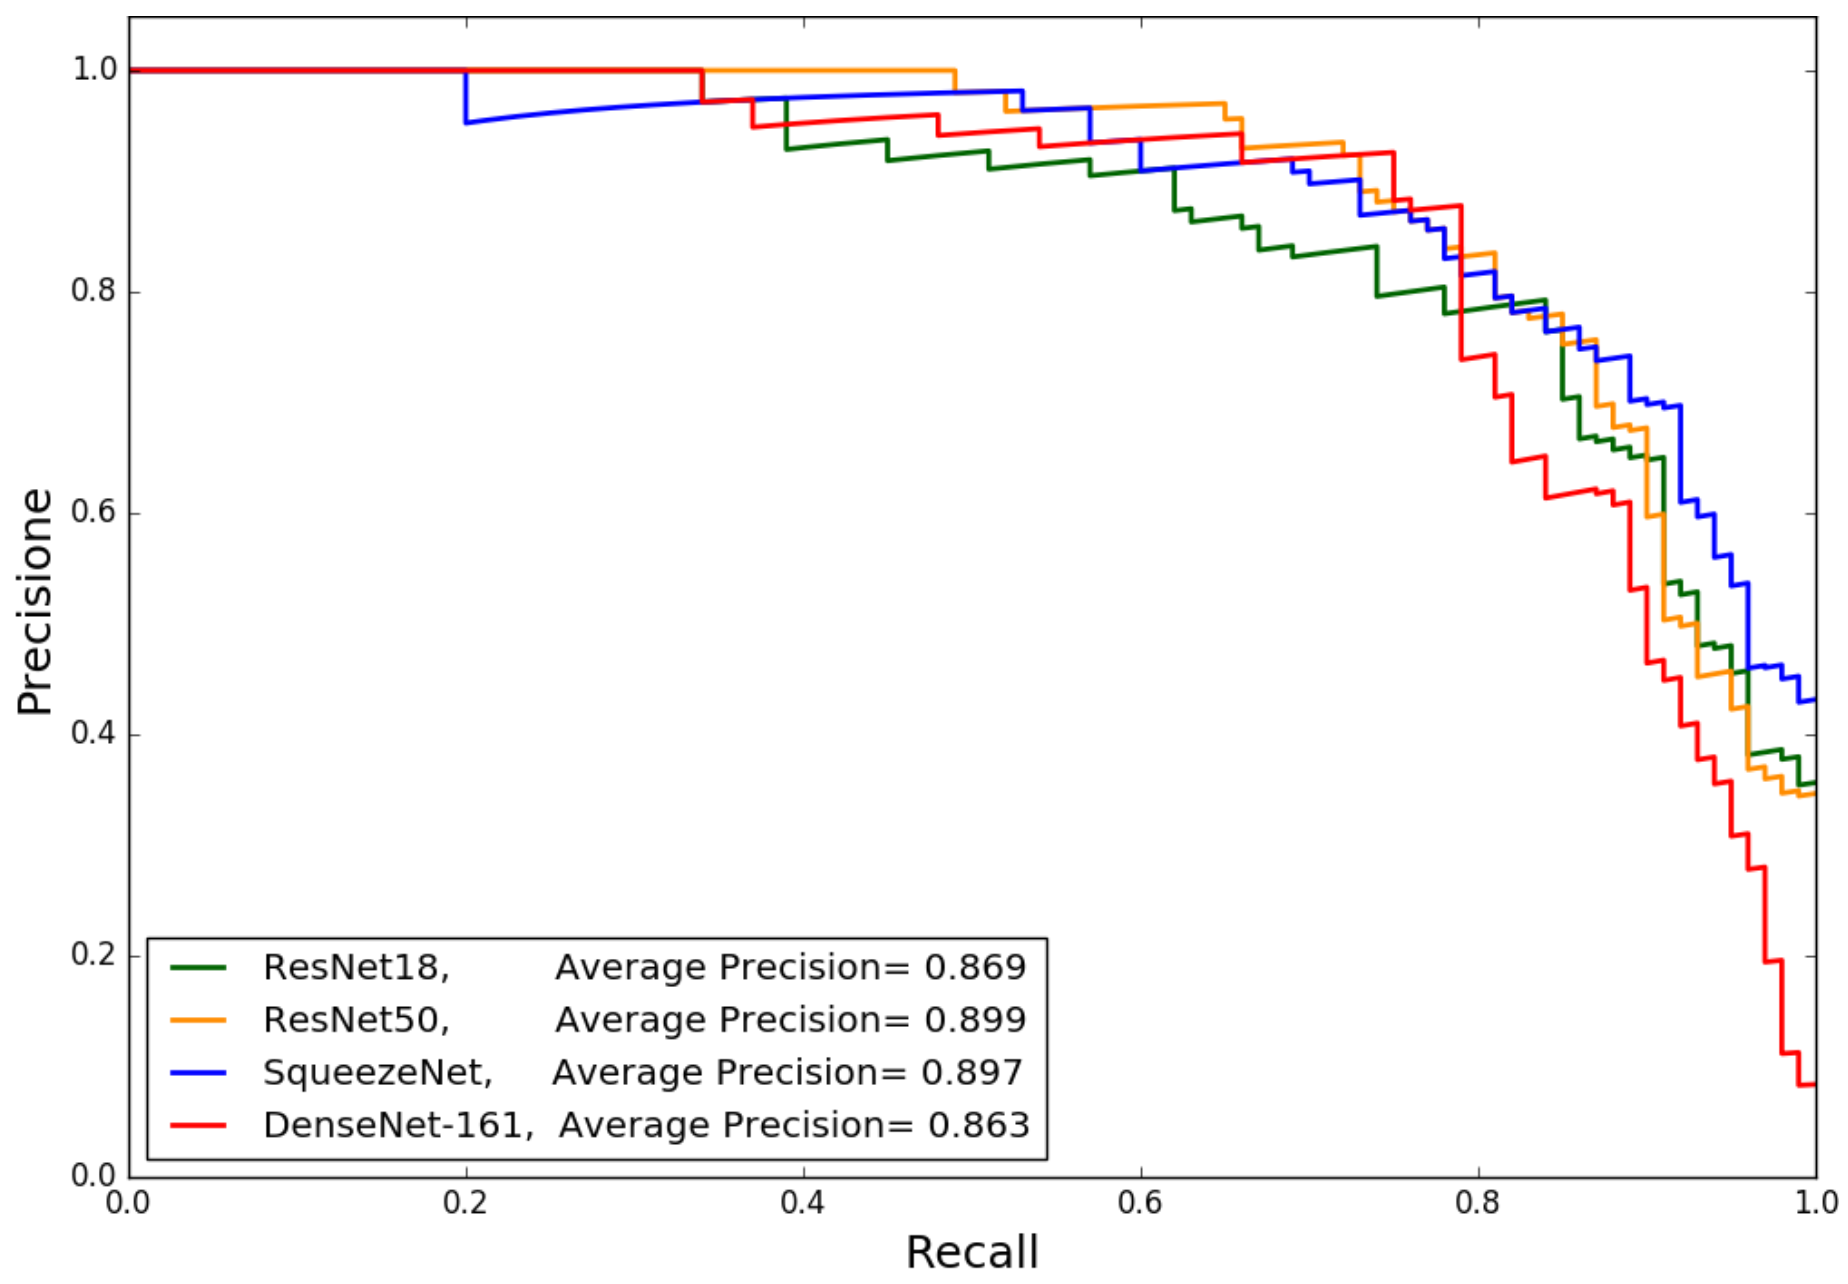 1.0
0.8
0.6
0.4
0.2
0.0
Precisione
ResNet18, Average Precision= 0.869
ResNet50, Average Precision= 0.899
SqueezeNet, Average Precision= 0.897
DenseNet-161, Average Precision= 0.863
0.0 0.2 0.4 0.6 0.8 1.0
Recall